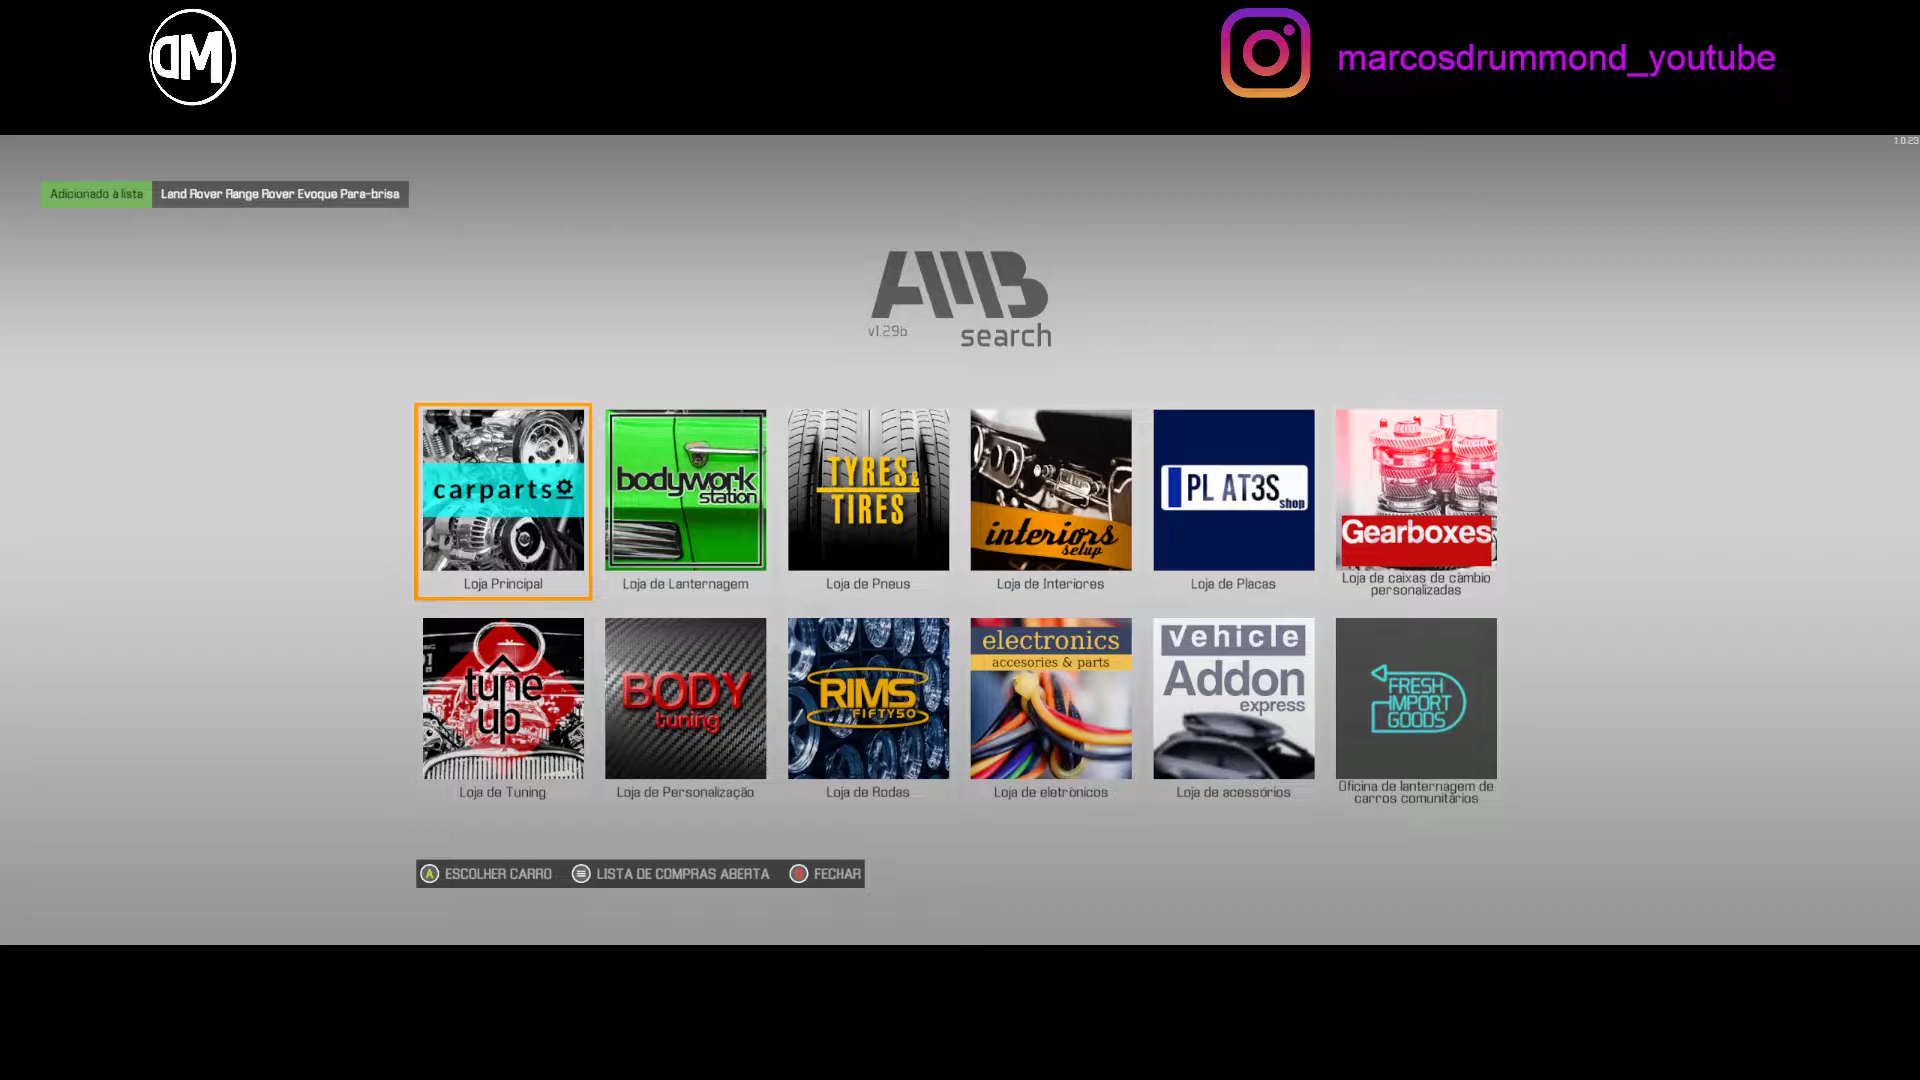 DM
marcosdrummond_youtube
1.0.23
Adicionado à lista Land Rover Range Rover Evoque Para-brisa
AMB
v1.29b search
carparts
bodywork
station
TYRES &
TIRES
interiors
setup
PL AT3S
shop
Gearboxes
Loja Principal
Loja de Lanternagem
Loja de Pneus
Loja de Interiores
Loja de Placas
Loja de caixas de câmbio
personalizadas
tune
up
BODY
tuning
RIMS
FIFTY50
electronics
accesories & parts
vehicle
Addon
express
FRESH
IMPORT
GOODS
Loja de Tuning
Loja de Personalização
Loja de Rodas
Loja de eletrônicos
Loja de acessórios
Oficina de lanternagem de
carros comunitários
A ESCOLHER CARRO LISTA DE COMPRAS ABERTA B FECHAR